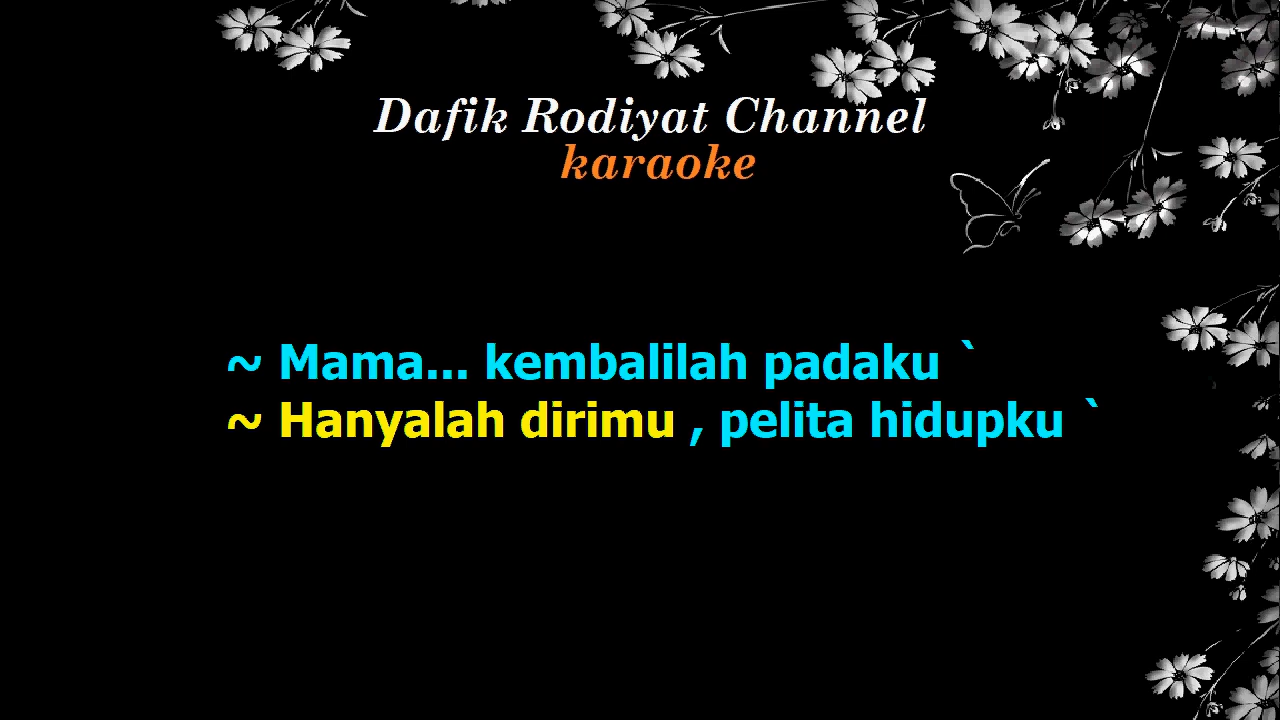 Dafik Rodiyat Channel
karaoke
~ Mama... kembalilah padaku `
~ Hanyalah dirimu , pelita hidupku `